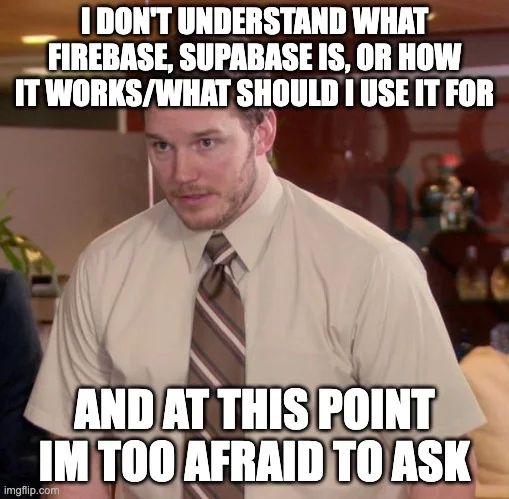 I DON'T UNDERSTAND WHAT
FIREBASE, SUPABASE IS, OR HOW
IT WORKS/WHAT SHOULD I USE IT FOR
AND AT THIS POINT
IM TOO AFRAID TO ASK
imgflip.com